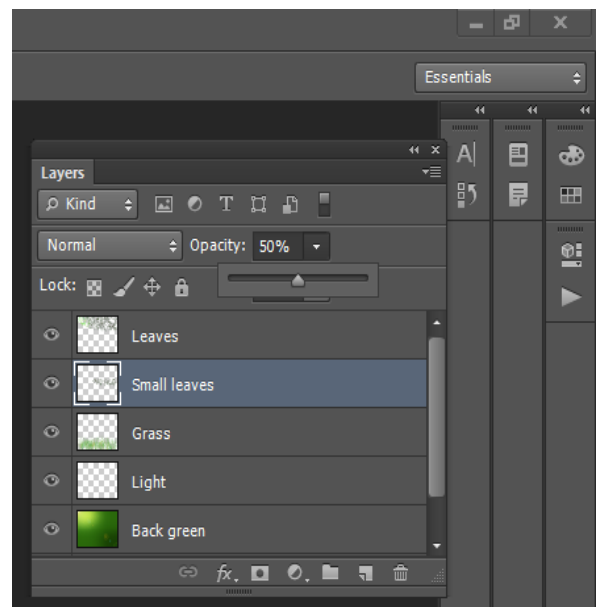 Essentials
Layers
Kind
Normal Opacity: 50%
Lock:
Leaves
Small leaves
Grass
Light
Back green